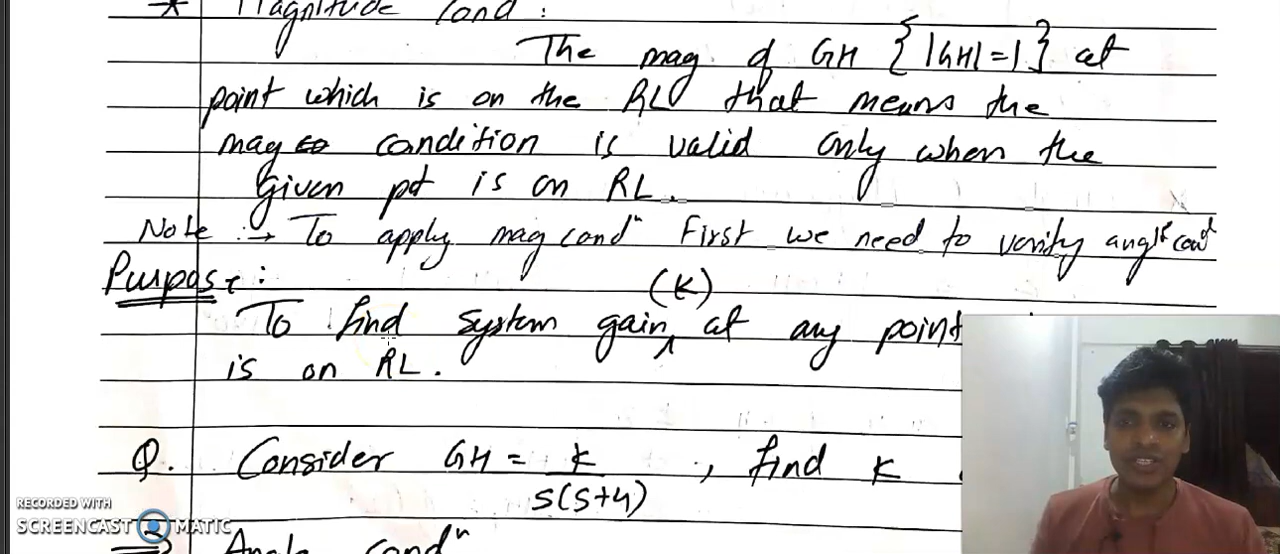 * Magnitude Cond :
The mag of GH { |GH| = 1 } at
point which is on the RL that means the
mag condition is valid only when the
given pt is on RL.
Note :→ To apply mag condⁿ First we need to verify angle condⁿ
Purpose :
(K)
To find system gain ∧ at any point
is on RL.
Q. Consider GH = K / S(S+4) , find K
⇒ Angle condⁿ
RECORDED WITH
SCREENCAST MATIC